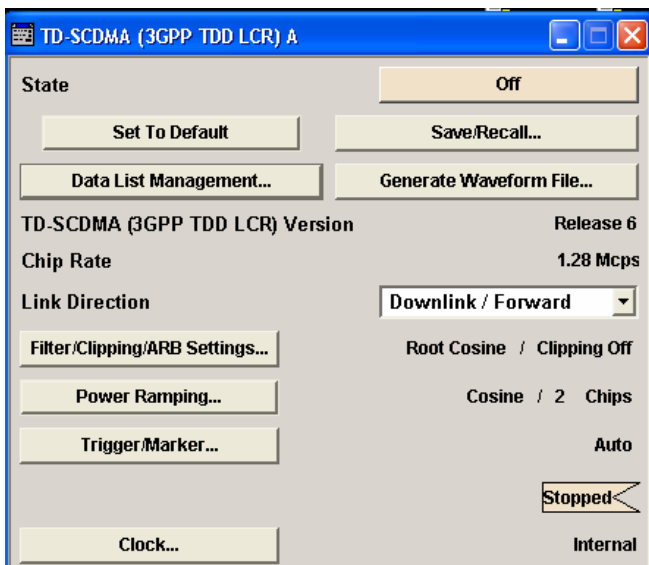 TD-SCDMA (3GPP TDD LCR) A
State Off
Set To Default Save/Recall...
Data List Management... Generate Waveform File...
TD-SCDMA (3GPP TDD LCR) Version Release 6
Chip Rate 1.28 Mcps
Link Direction Downlink / Forward
Filter/Clipping/ARB Settings... Root Cosine / Clipping Off
Power Ramping... Cosine / 2 Chips
Trigger/Marker... Auto
Stopped
Clock... Internal